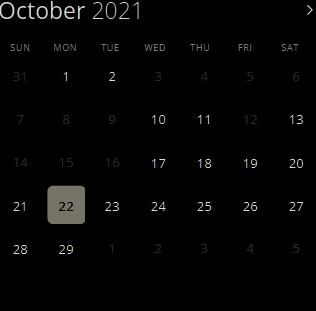 October 2021
SUN MON TUE WED THU FRI SAT
31 1 2 3 4 5 6
7 8 9 10 11 12 13
14 15 16 17 18 19 20
21 22 23 24 25 26 27
28 29 1 2 3 4 5